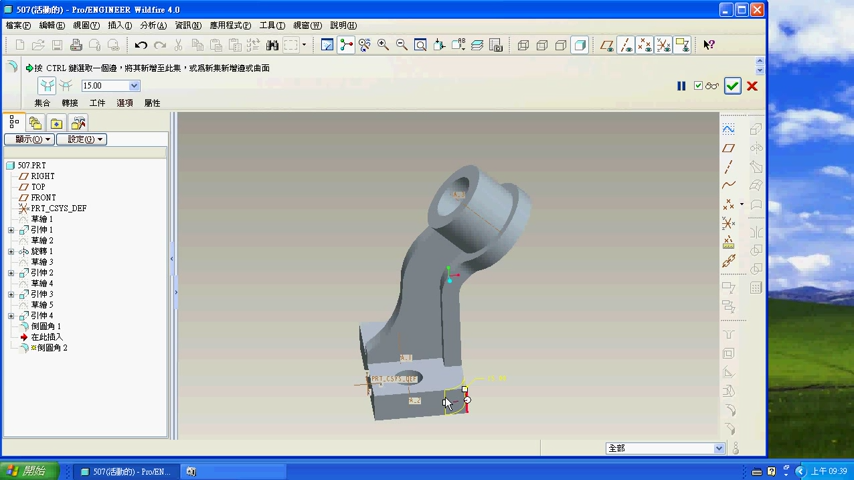 507(活動的) - Pro/ENGINEER Wildfire 4.0
檔案(F) 編輯(E) 視圖(V) 插入(I) 分析(A) 資訊(N) 應用程式(P) 工具(T) 視窗(W) 說明(H)
按 CTRL 鍵選取一個邊，將其新增至此集，或為新集新增邊或曲面
15.00
集合 轉接 工件 選項 屬性
顯示(O) 設定(G)
507.PRT
RIGHT
TOP
FRONT
PRT_CSYS_DEF
草繪 1
引伸 1
草繪 2
旋轉 1
草繪 3
引伸 2
草繪 4
引伸 3
草繪 5
引伸 4
倒圓角 1
在此插入
倒圓角 2
PRT_CSYS_DEF
全部
開始
507(活動的) - Pro/EN...
上午 09:39